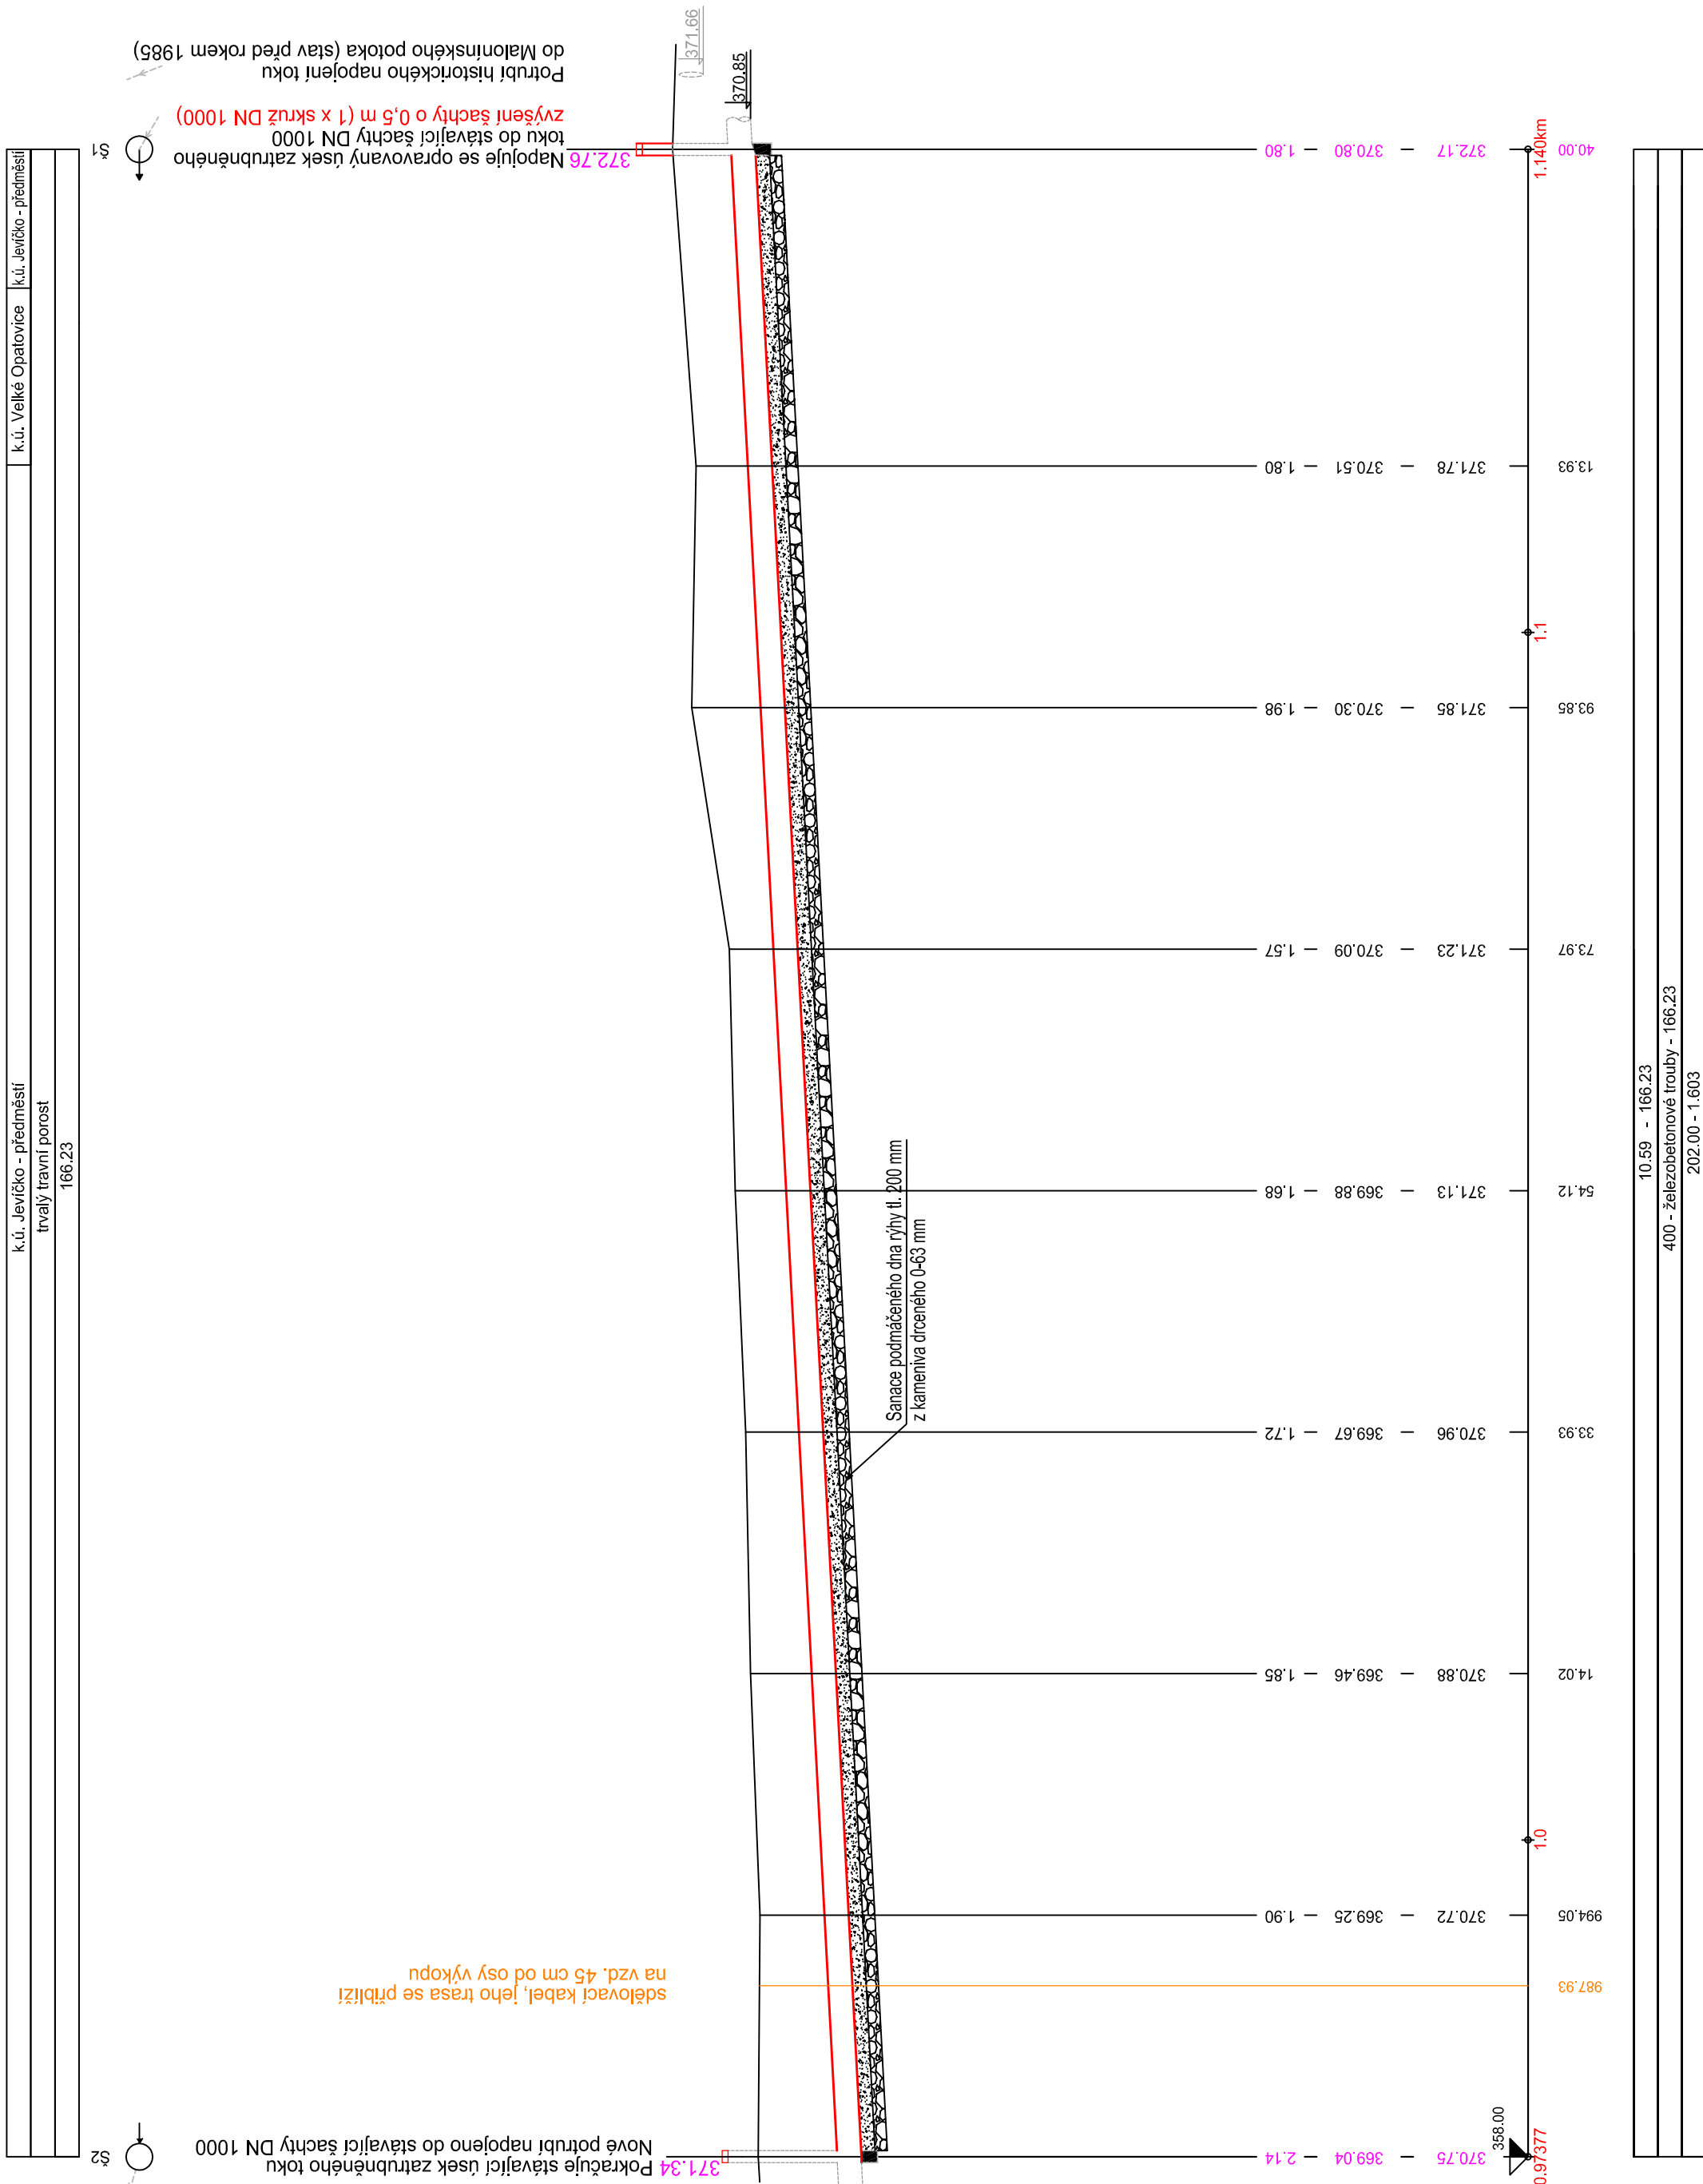 k.ú. Jevíčko - předměstí
k.ú. Velké Opatovice
k.ú. Jevíčko - předměstí
trvalý travní porost
166.23
Š2
Š1
Pokračuje stávající úsek zatrubněného toku
Nové potrubí napojeno do stávající šachty DN 1000
371.34
sdělovací kabel, jeho trasa se přiblíží
na vzd. 45 cm od osy výkopu
Napojuje se opravovaný úsek zatrubněného
toku do stávající šachty DN 1000
zvýšení šachty o 0,5 m (1 x skruž DN 1000)
372.76
Potrubí historického napojení toku
do Malonínského potoka (stav před rokem 1985)
371.66
370.85
Sanace podmáčeného dna rýhy tl. 200 mm
z kameniva drceného 0-63 mm
2.14
1.90
1.85
1.72
1.68
1.57
1.98
1.80
1.80
369.04
369.25
369.46
369.67
369.88
370.09
370.30
370.51
370.80
370.75
370.72
370.88
370.96
371.13
371.23
371.85
371.78
372.17
358.00
0.97377
1.0
1.1
1.140km
987.93
994.05
14.02
33.93
54.12
73.97
93.85
13.93
40.00
10.59 - 166.23
400 - železobetonové trouby - 166.23
202.00 - 1.603